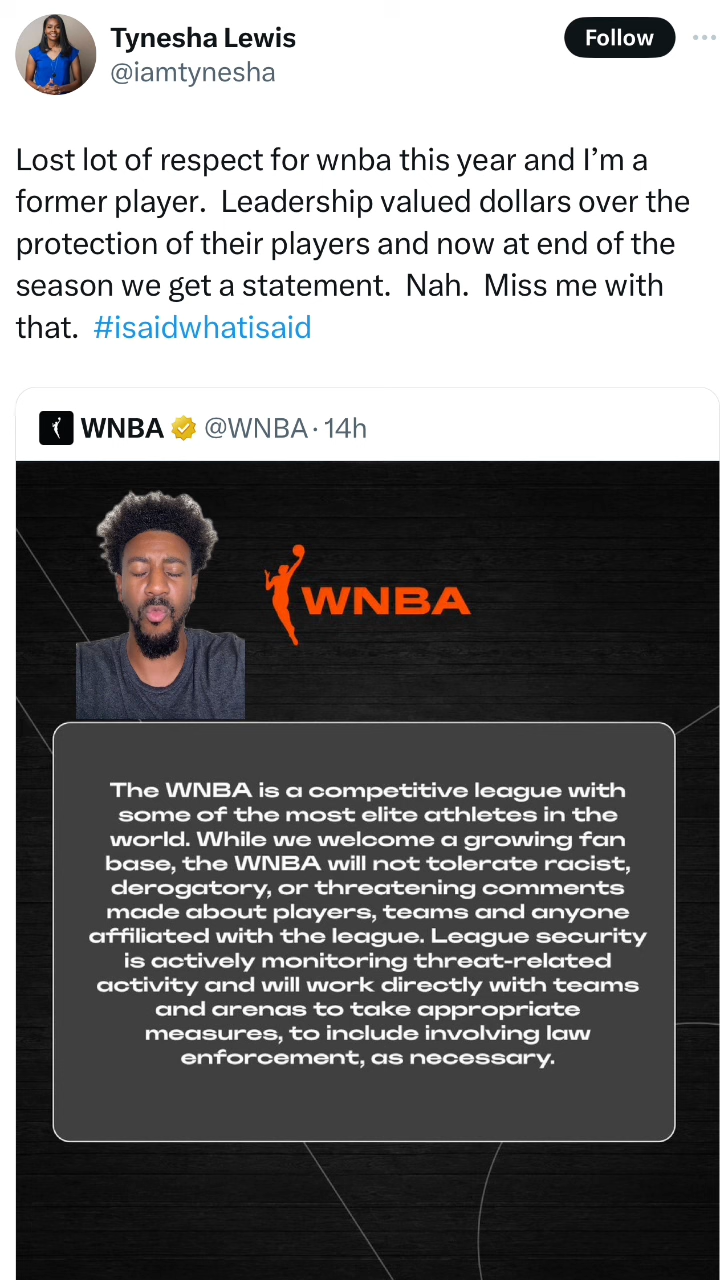 Tynesha Lewis
@iamtynesha
Follow
Lost lot of respect for wnba this year and I’m a
former player.  Leadership valued dollars over the
protection of their players and now at end of the
season we get a statement.  Nah.  Miss me with
that.  #isaidwhatisaid
WNBA @WNBA · 14h
WNBA
The WNBA is a competitive league with
some of the most elite athletes in the
world. While we welcome a growing fan
base, the WNBA will not tolerate racist,
derogatory, or threatening comments
made about players, teams and anyone
affiliated with the league. League security
is actively monitoring threat-related
activity and will work directly with teams
and arenas to take appropriate
measures, to include involving law
enforcement, as necessary.